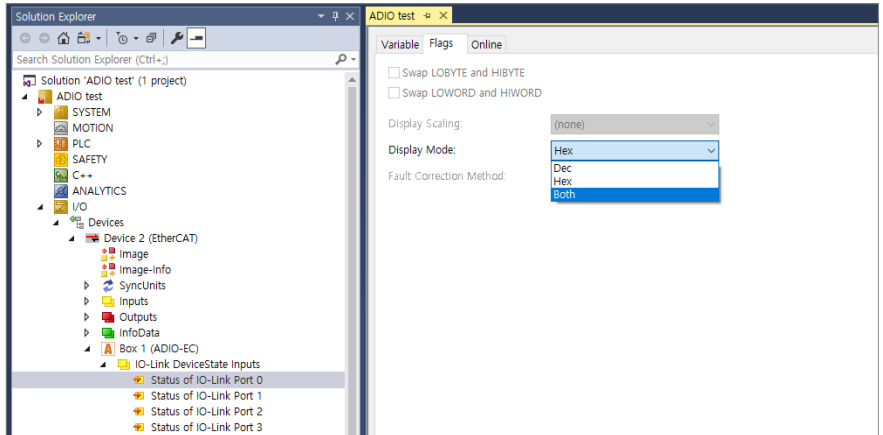 Solution Explorer
Search Solution Explorer (Ctrl+;)
Solution 'ADIO test' (1 project)
ADIO test
SYSTEM
MOTION
PLC
SAFETY
C++
ANALYTICS
I/O
Devices
Device 2 (EtherCAT)
Image
Image-Info
SyncUnits
Inputs
Outputs
InfoData
Box 1 (ADIO-EC)
IO-Link DeviceState Inputs
Status of IO-Link Port 0
Status of IO-Link Port 1
Status of IO-Link Port 2
Status of IO-Link Port 3
ADIO test
Variable Flags Online
Swap LOBYTE and HIBYTE
Swap LOWORD and HIWORD
Display Scaling: (none)
Display Mode: Hex
Dec
Hex
Both
Fault Correction Method: